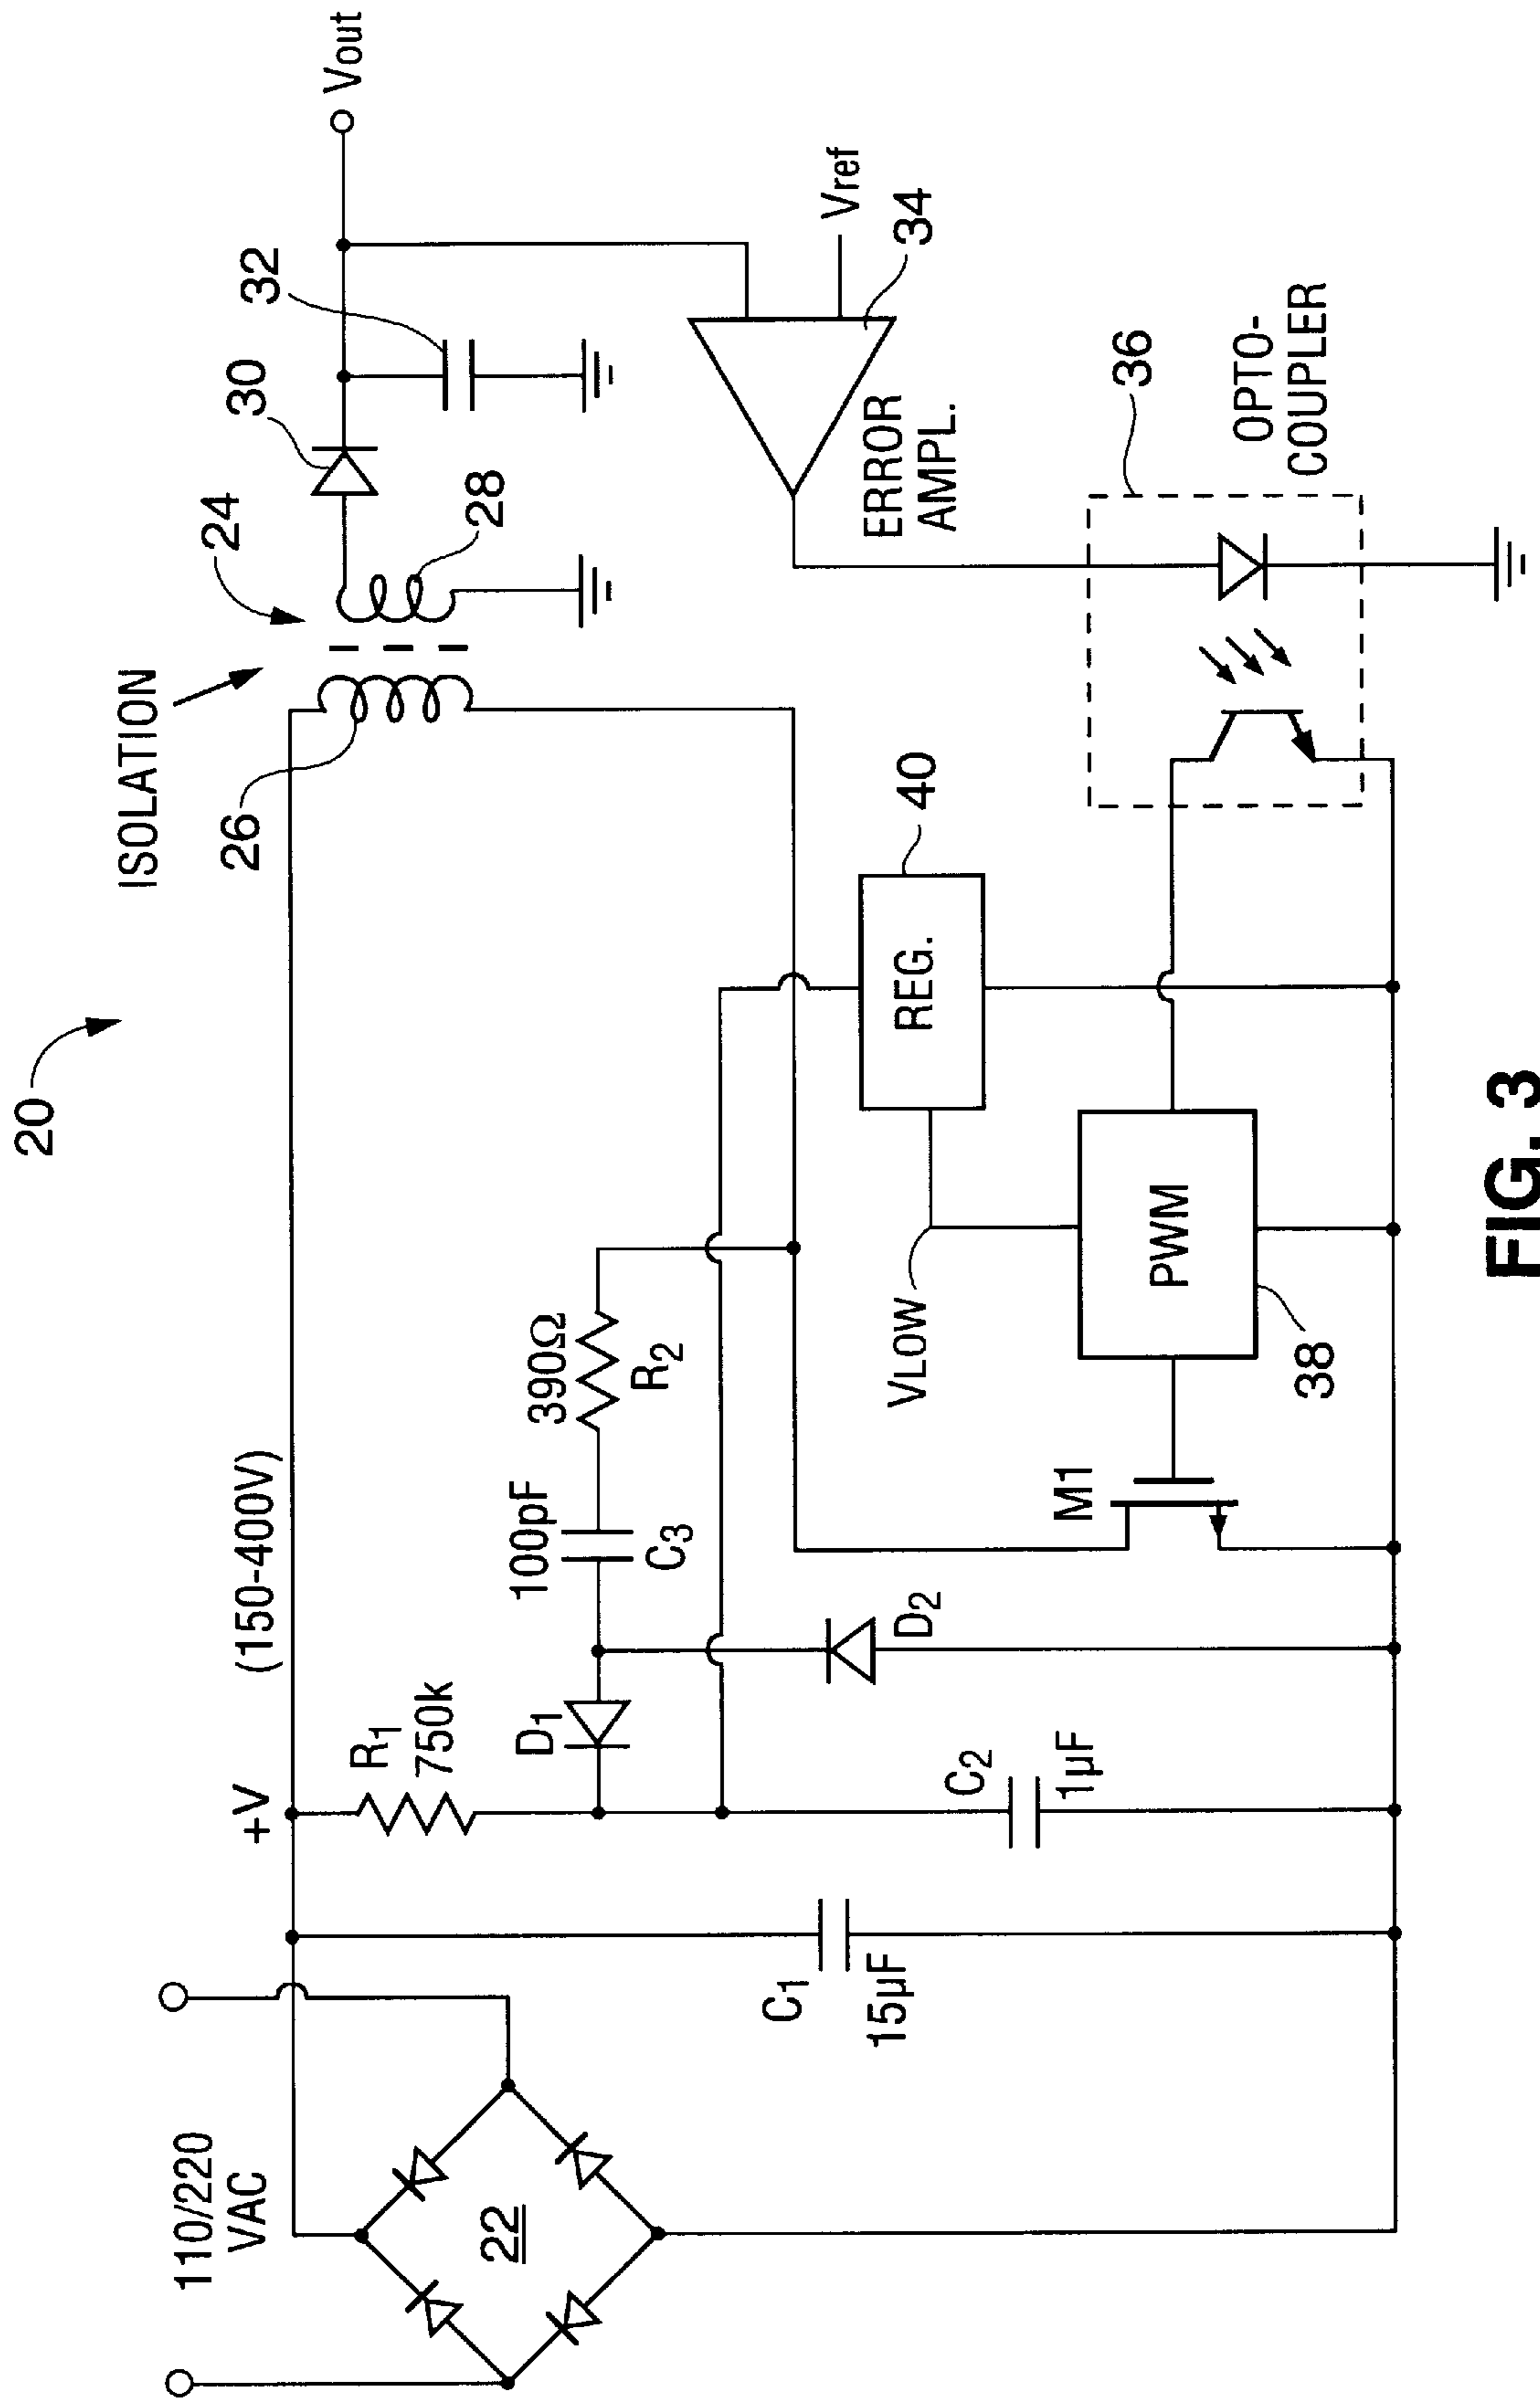 20
ISOLATION
24
26
28
30
32
Vout
110/220
VAC
+V
(150-400V)
22
R1
750k
D1
100pF
C3
390Ω
R2
C1
15µF
C2
1µF
D2
M1
VLOW
REG.
40
PWM
38
ERROR
AMPL.
Vref
34
36
OPTO-
COUPLER
FIG. 3